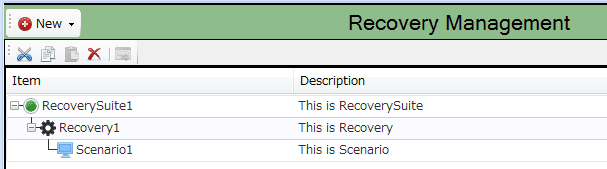 New
Recovery Management
Item Description
RecoverySuite1 This is RecoverySuite
Recovery1 This is Recovery
Scenario1 This is Scenario